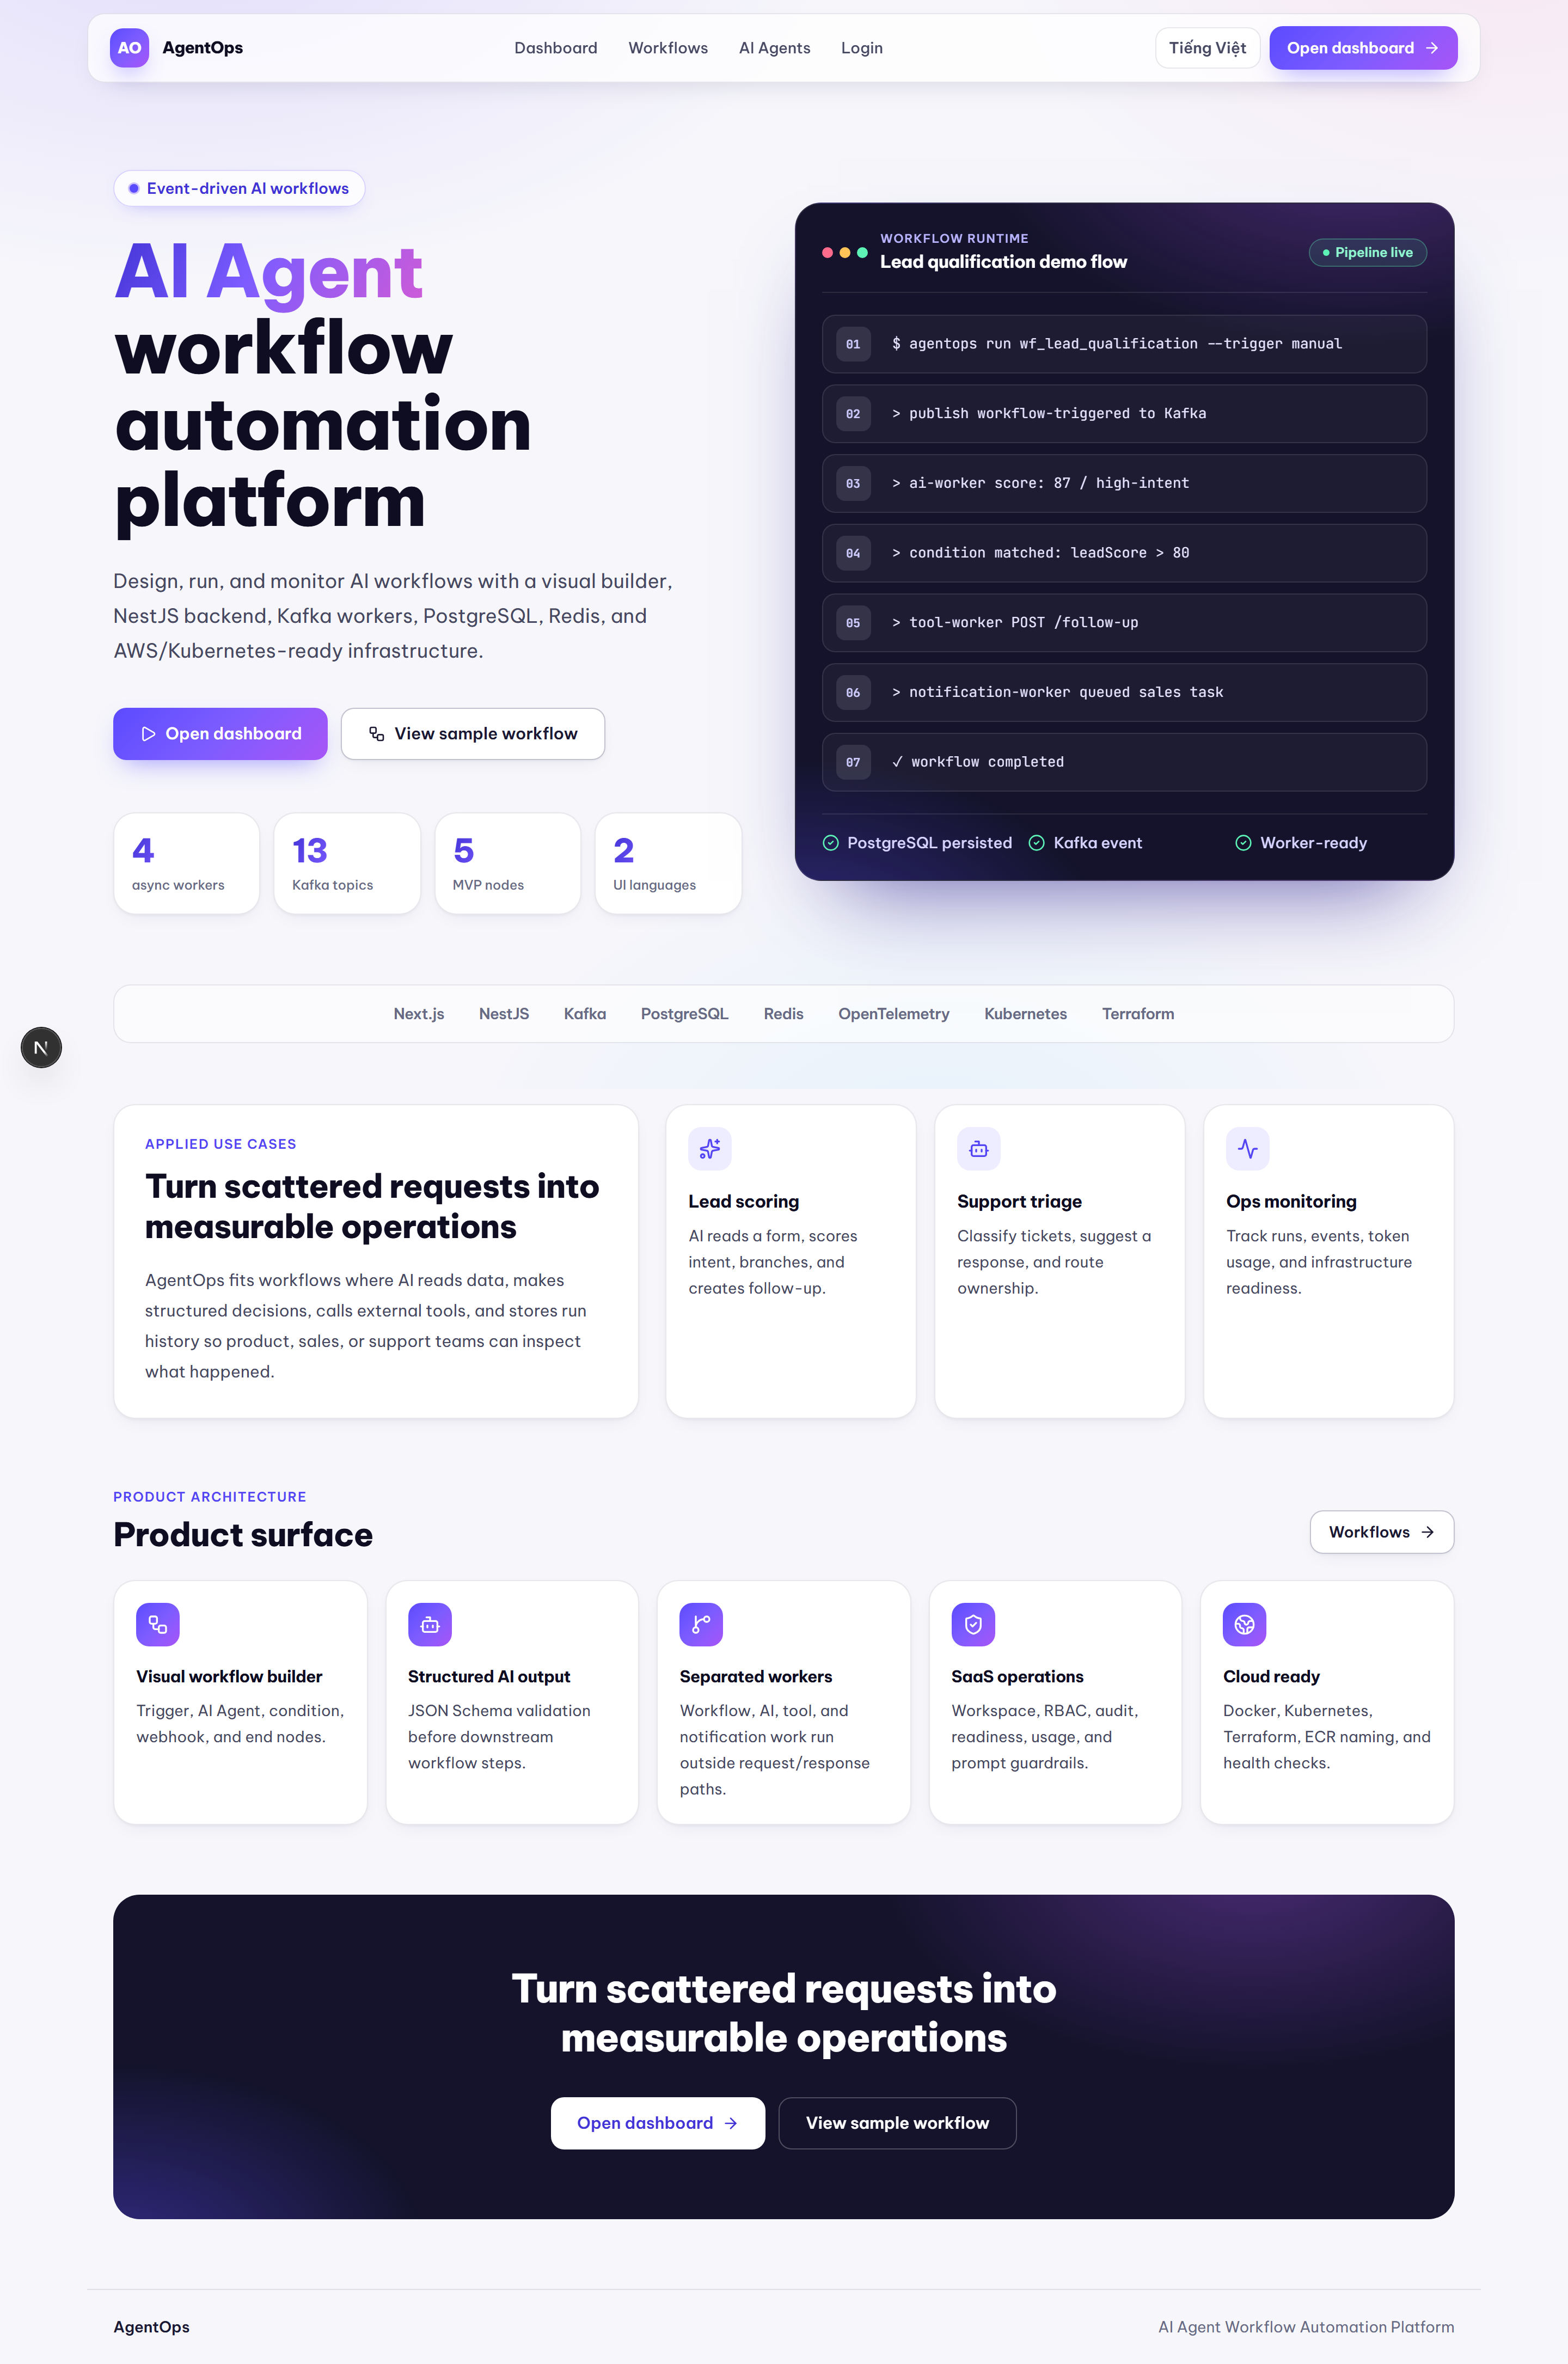 AO
AgentOps
Dashboard
Workflows
AI Agents
Login
Tiếng Việt
Open dashboard
Event-driven AI workflows
AI Agent
workflow
automation
platform
Design, run, and monitor AI workflows with a visual builder,
NestJS backend, Kafka workers, PostgreSQL, Redis, and
AWS/Kubernetes-ready infrastructure.
Open dashboard
View sample workflow
4
async workers
13
Kafka topics
5
MVP nodes
2
UI languages
WORKFLOW RUNTIME
Lead qualification demo flow
Pipeline live
01 $ agentops run wf_lead_qualification --trigger manual
02 > publish workflow-triggered to Kafka
03 > ai-worker score: 87 / high-intent
04 > condition matched: leadScore > 80
05 > tool-worker POST /follow-up
06 > notification-worker queued sales task
07 ✓ workflow completed
PostgreSQL persisted
Kafka event
Worker-ready
Next.js
NestJS
Kafka
PostgreSQL
Redis
OpenTelemetry
Kubernetes
Terraform
N
APPLIED USE CASES
Turn scattered requests into
measurable operations
AgentOps fits workflows where AI reads data, makes
structured decisions, calls external tools, and stores run
history so product, sales, or support teams can inspect
what happened.
Lead scoring
AI reads a form, scores
intent, branches, and
creates follow-up.
Support triage
Classify tickets, suggest a
response, and route
ownership.
Ops monitoring
Track runs, events, token
usage, and infrastructure
readiness.
PRODUCT ARCHITECTURE
Product surface
Workflows
Visual workflow builder
Trigger, AI Agent, condition,
webhook, and end nodes.
Structured AI output
JSON Schema validation
before downstream
workflow steps.
Separated workers
Workflow, AI, tool, and
notification work run
outside request/response
paths.
SaaS operations
Workspace, RBAC, audit,
readiness, usage, and
prompt guardrails.
Cloud ready
Docker, Kubernetes,
Terraform, ECR naming, and
health checks.
Turn scattered requests into
measurable operations
Open dashboard
View sample workflow
AgentOps
AI Agent Workflow Automation Platform